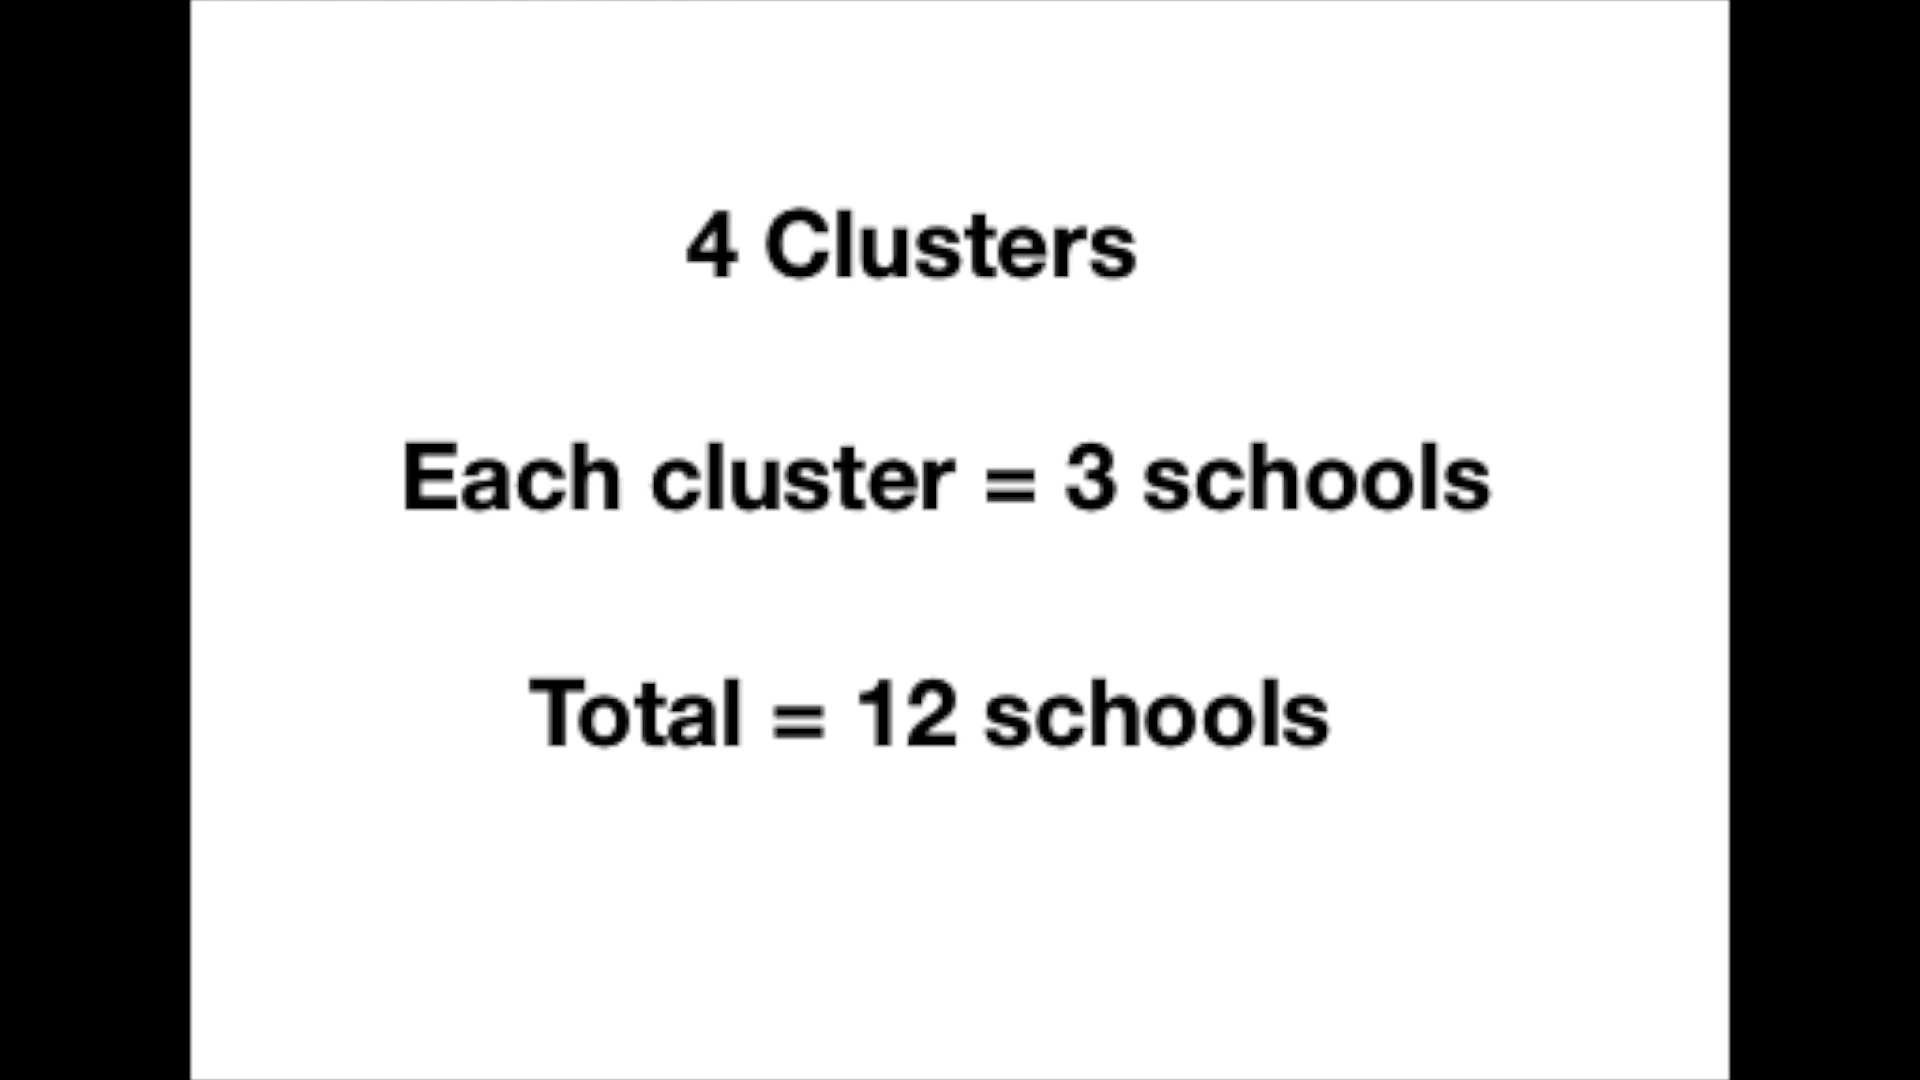 4 Clusters
Each cluster = 3 schools
Total = 12 schools